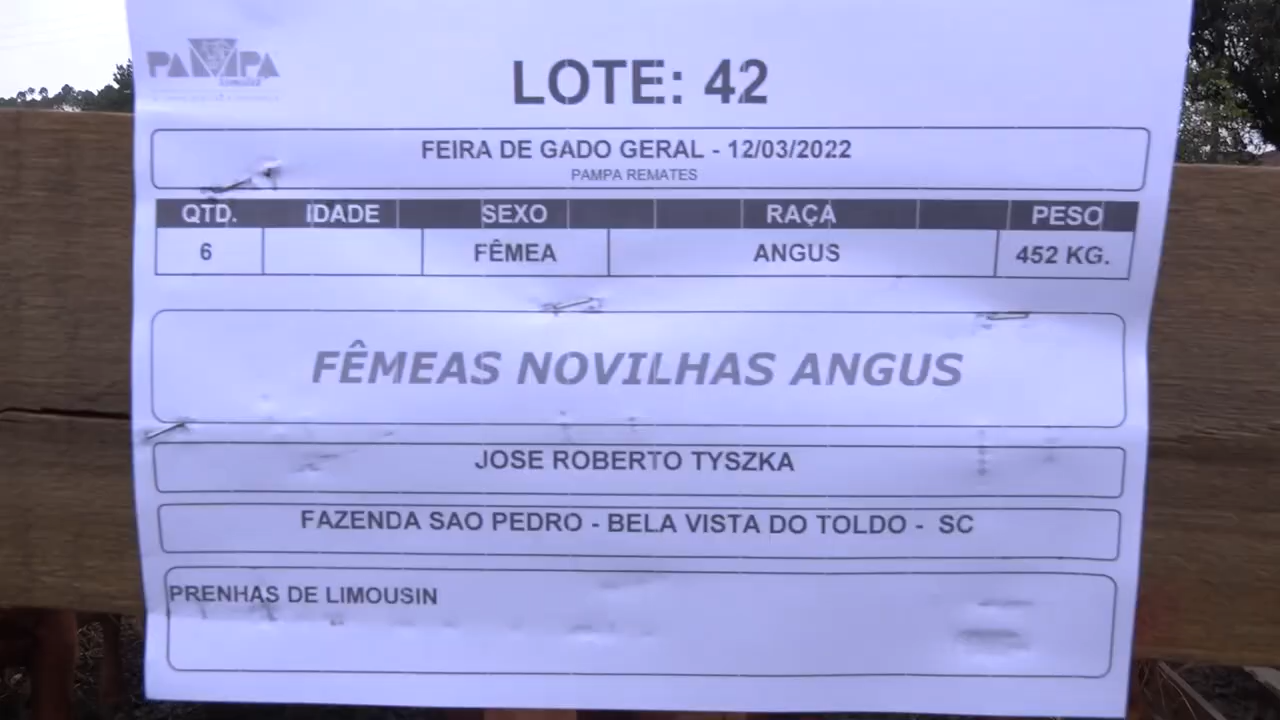 PAMPA
LOTE: 42
FEIRA DE GADO GERAL - 12/03/2022
PAMPA REMATES
QTD. IDADE SEXO RAÇA PESO
6 FÊMEA ANGUS 452 KG.
FÊMEAS NOVILHAS ANGUS
JOSE ROBERTO TYSZKA
FAZENDA SAO PEDRO - BELA VISTA DO TOLDO - SC
PRENHAS DE LIMOUSIN